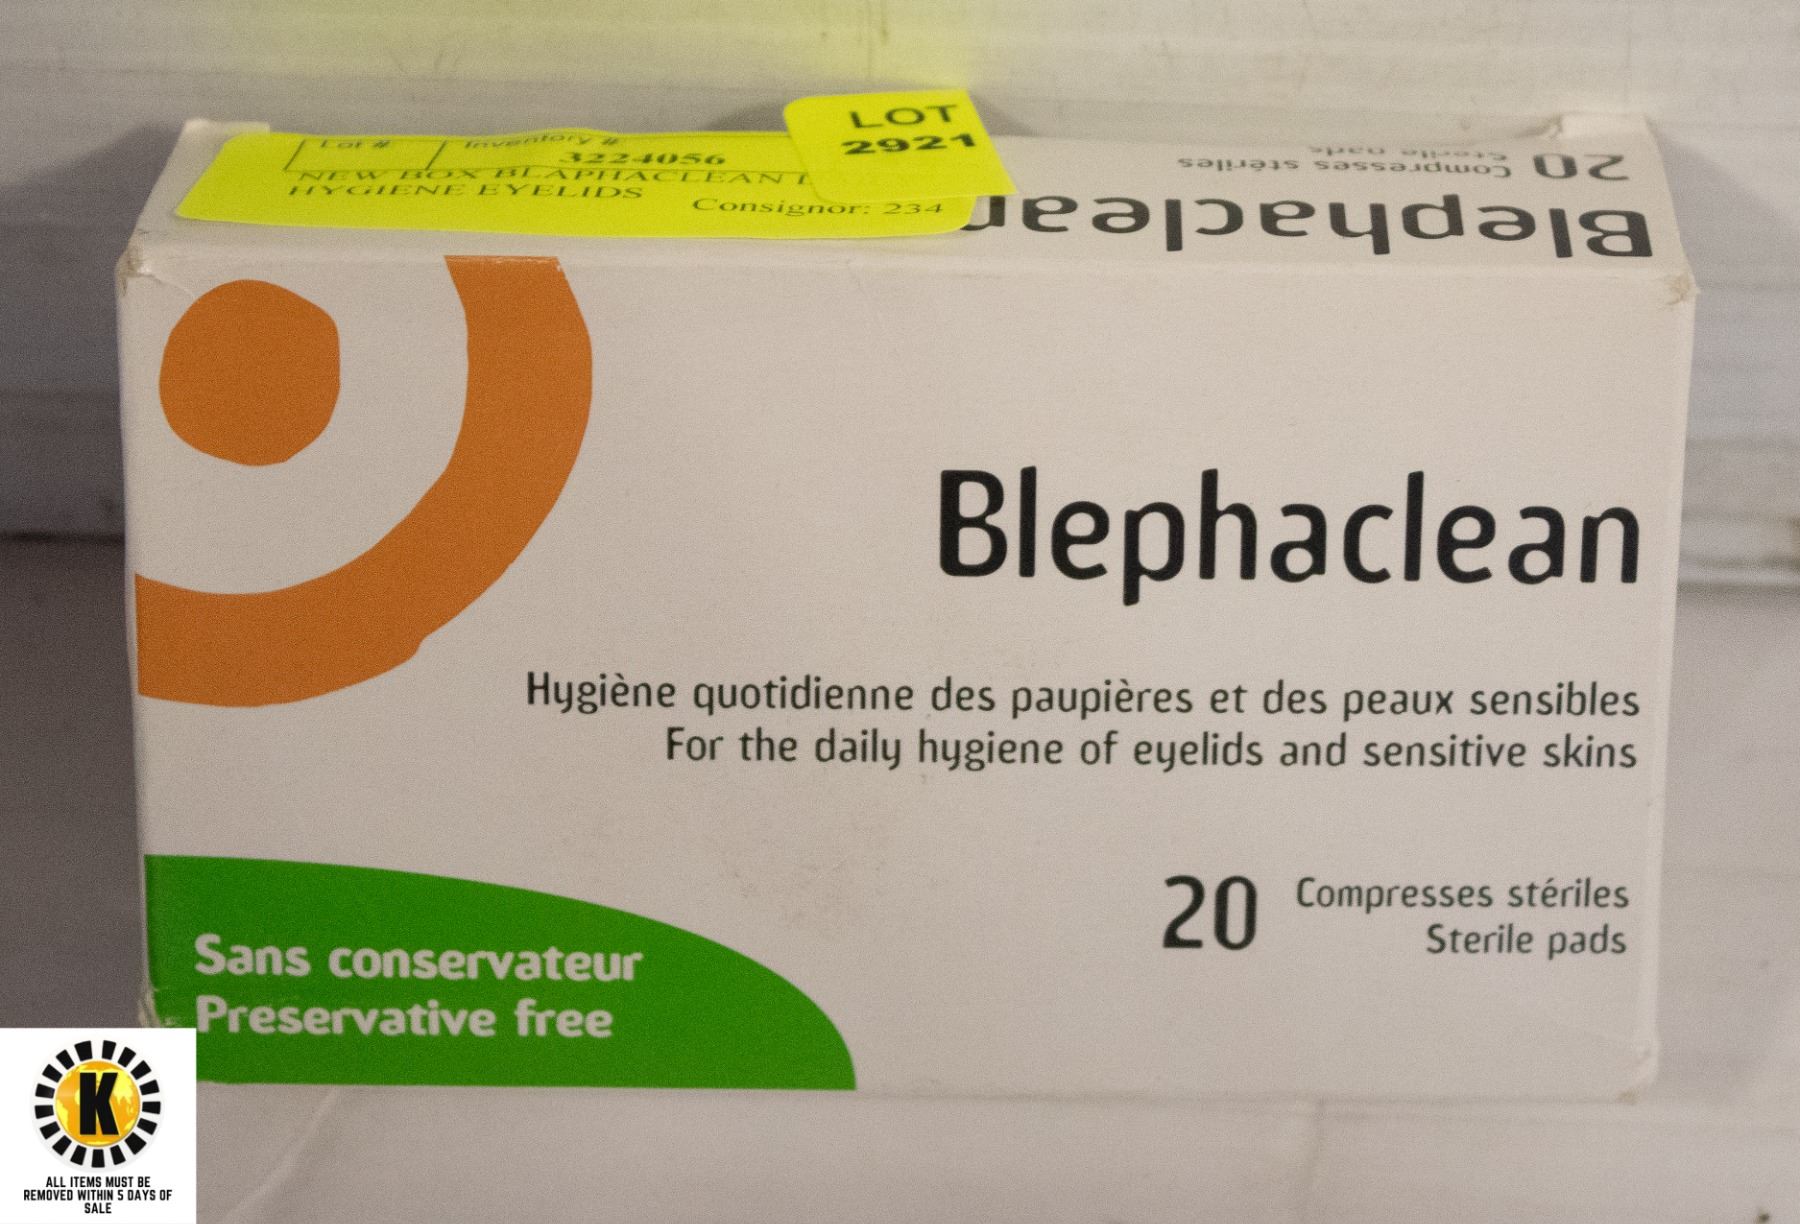 LOT
2921
Lot #
Inventory #
3224056
NEW BOX BLAPHACLEAN
HYGIENE EYELIDS
Consignor: 234
20 Compresses stériles
Sterile pads
Blephaclean
Blephaclean
Hygiène quotidienne des paupières et des peaux sensibles
For the daily hygiene of eyelids and sensitive skins
20 Compresses stériles
Sterile pads
Sans conservateur
Preservative free
K
ALL ITEMS MUST BE
REMOVED WITHIN 5 DAYS OF
SALE